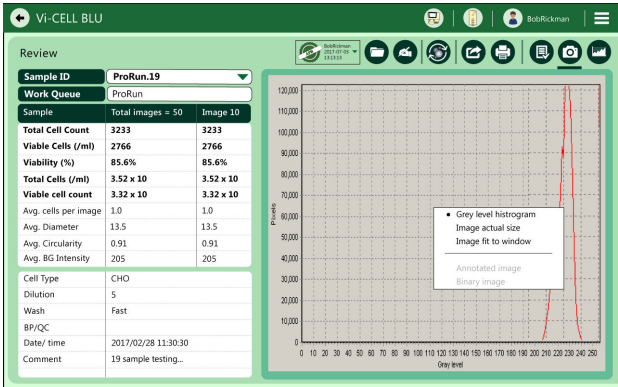 Vi-CELL BLU
BobRickman
Review
BobRickman
2017-07-03
13:13:13
Sample ID ProRun.19
Work Queue ProRun
Sample Total images = 50 Image 10
Total Cell Count 3233 3233
Viable Cells (/ml) 2766 2766
Viability (%) 85.6% 85.6%
Total Cells (/ml) 3.52 x 10 3.52 x 10
Viable cell count 3.32 x 10 3.32 x 10
Avg. cells per image 1.0 1.0
Avg. Diameter 13.5 13.5
Avg. Circularity 0.91 0.91
Avg. BG Intensity 205 205
Cell Type CHO
Dilution 5
Wash Fast
BP/QC
Date/ time 2017/02/28 11:30:30
Comment 19 sample testing...
120,000
110,000
100,000
90,000
80,000
70,000
60,000
50,000
40,000
30,000
20,000
10,000
0
Pixels
Grey level histrogram
Image actual size
Image fit to window
Annotated image
Binary image
0 10 20 30 40 50 60 70 80 90 100 110 120 130 140 150 160 170 180 190 200 210 220 230 240 250
Gray level